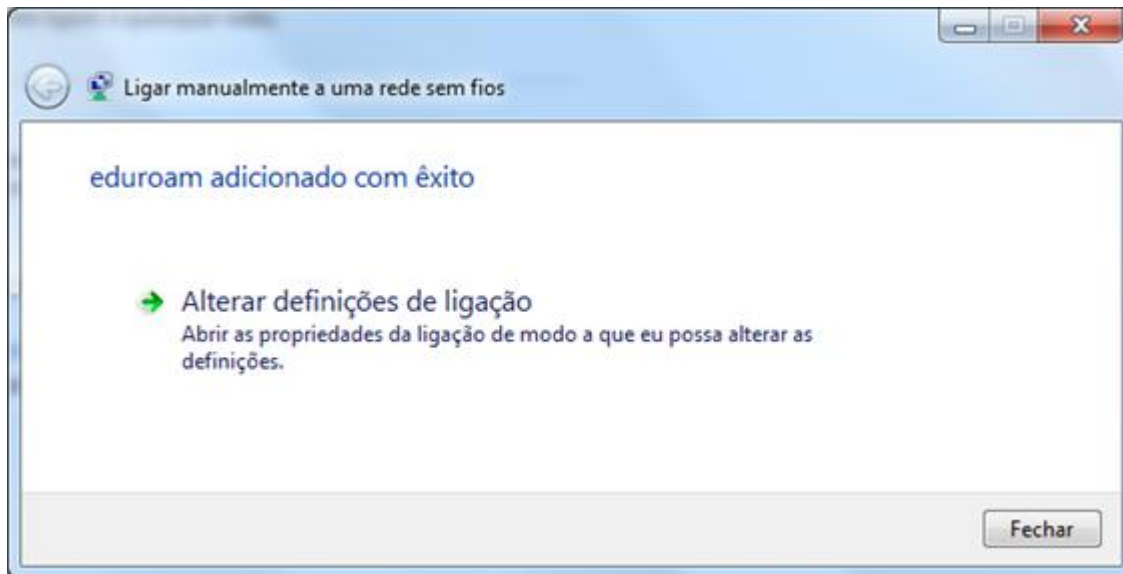 Ligar manualmente a uma rede sem fios
eduroam adicionado com êxito
Alterar definições de ligação
Abrir as propriedades da ligação de modo a que eu possa alterar as
definições.
Fechar